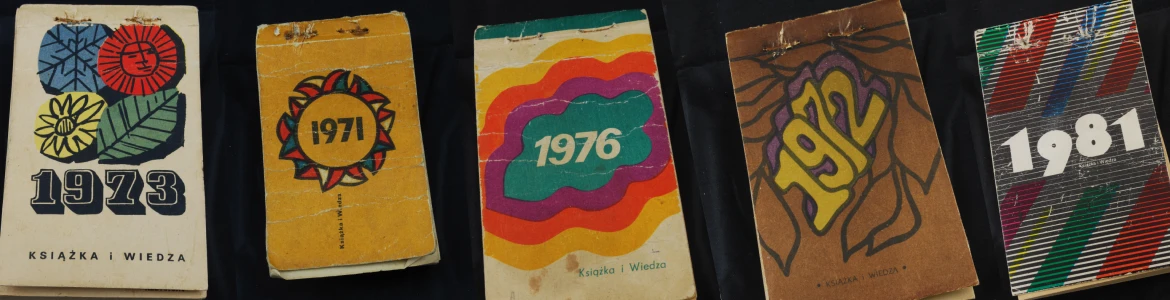 1973
KSIĄŻKA i WIEDZA
1971
Książka i Wiedza
1976
Książka i Wiedza
1972
• KSIĄŻKA i WIEDZA •
1981
Książka i Wiedza